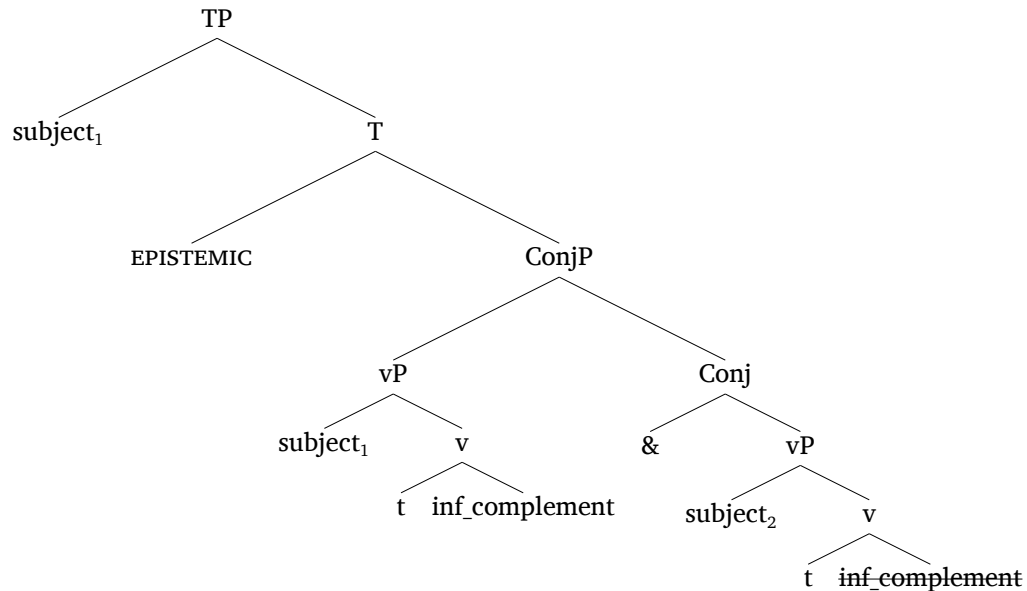 TP
subject₁ T
EPISTEMIC ConjP
vP Conj
subject₁ v & vP
t inf_complement subject₂ v
t inf_complement